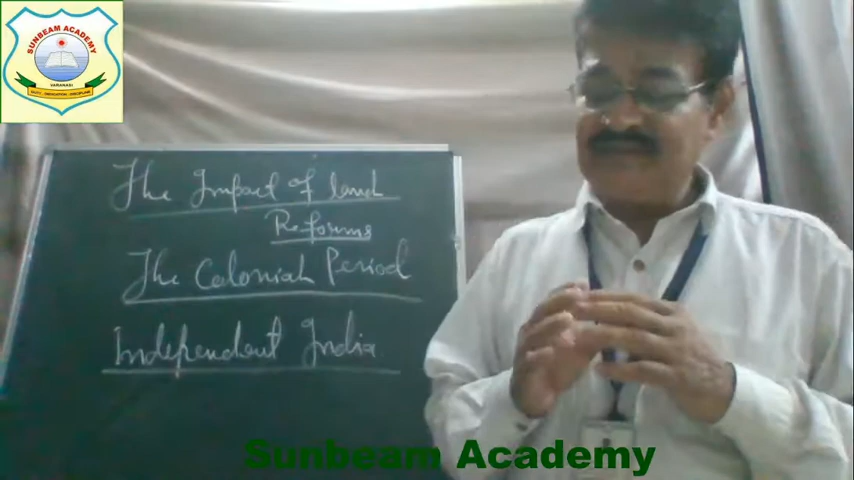 SUNBEAM ACADEMY
VARANASI
The Impact of land
Reforms
The Colonial Period
Independent India
Sunbeam Academy